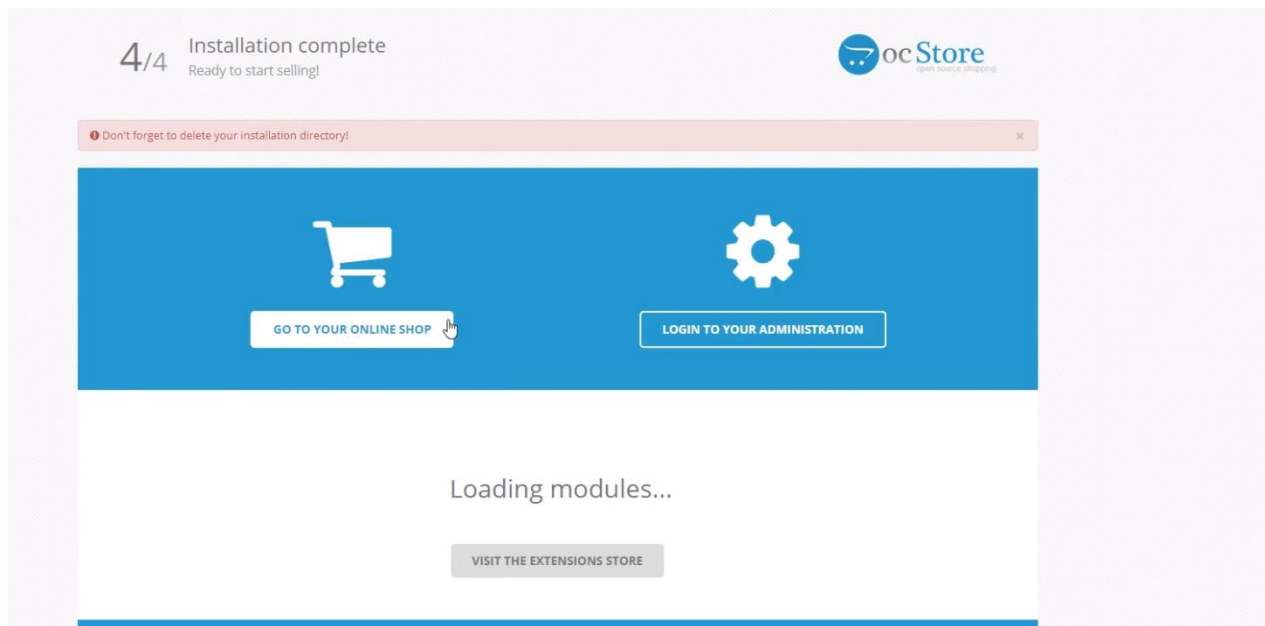 4/4
Installation complete
Ready to start selling!
ocStore
open source shopping
Don't forget to delete your installation directory!
×
GO TO YOUR ONLINE SHOP
LOGIN TO YOUR ADMINISTRATION
Loading modules...
VISIT THE EXTENSIONS STORE